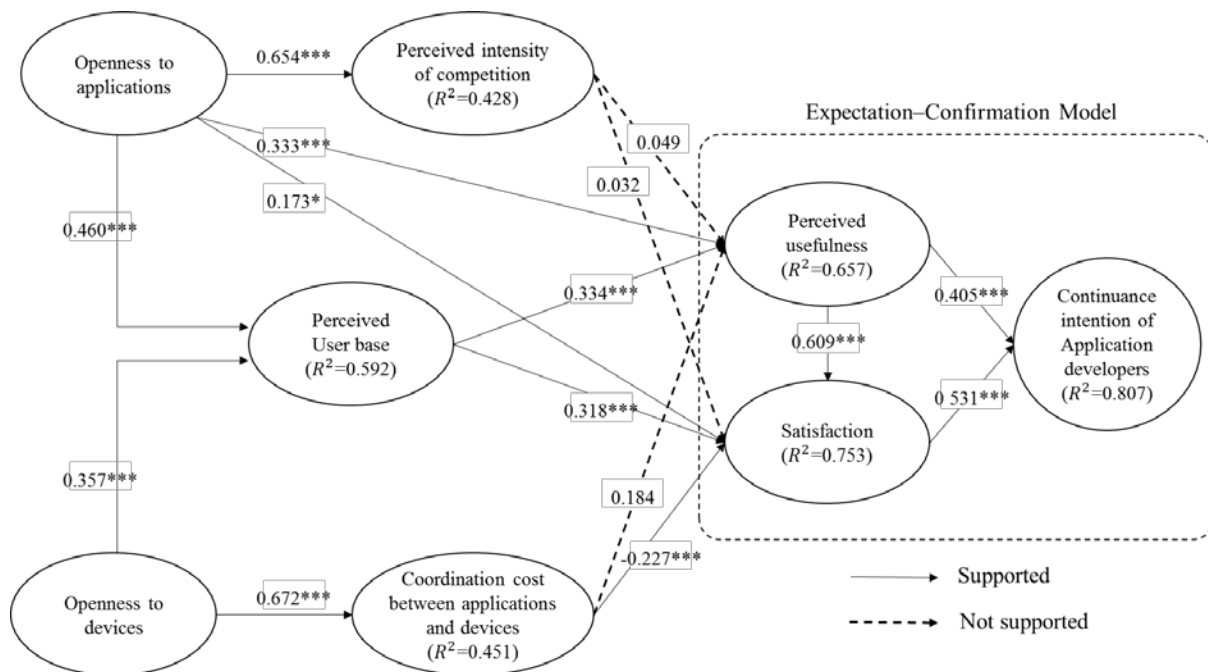 Openness to
applications
0.654***
Perceived intensity
of competition
(R²=0.428)
Expectation–Confirmation Model
0.333***
0.049
0.173*
0.032
0.460***
Perceived
usefulness
(R²=0.657)
0.334***
0.405***
Perceived
User base
(R²=0.592)
0.609***
Continuance
intention of
Application
developers
(R²=0.807)
0.318***
0.531***
Satisfaction
(R²=0.753)
0.357***
0.184
-0.227***
Openness to
devices
0.672***
Coordination cost
between applications
and devices
(R²=0.451)
Supported
Not supported